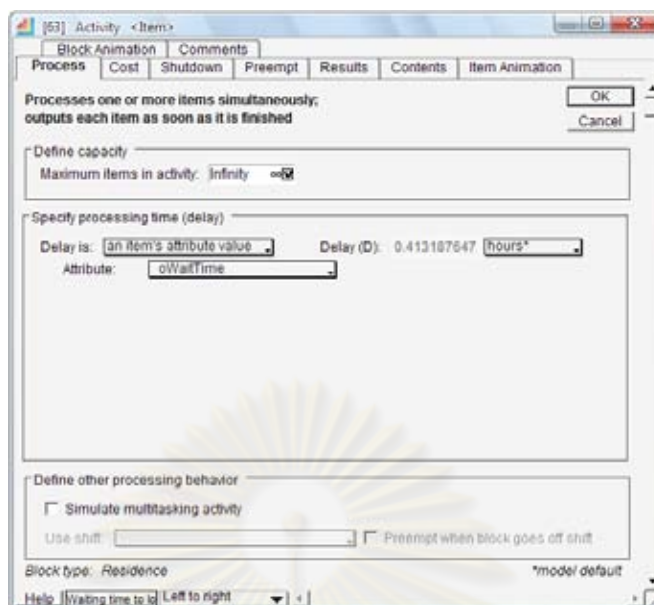 [63] Activity <Item>
Block Animation Comments
Process Cost Shutdown Preempt Results Contents Item Animation
Processes one or more items simultaneously;
outputs each item as soon as it is finished
OK
Cancel
Define capacity
Maximum items in activity: Infinity ∞
Specify processing time (delay)
Delay is: an item's attribute value Delay (D): 0.413187647 hours*
Attribute: oWaitTime
Define other processing behavior
Simulate multitasking activity
Use shift: Preempt when block goes off shift
Block type: Residence *model default
Help Waiting time to lo Left to right